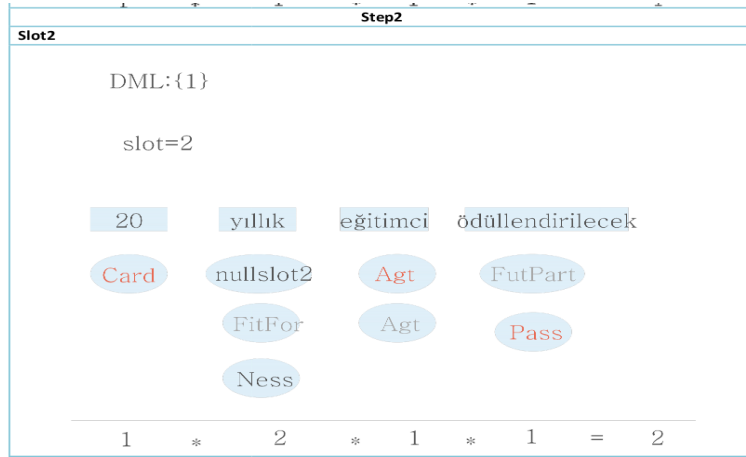 Step2
Slot2
DML:{1}
slot=2
20 yıllık eğitimci ödüllendirilecek
Card nullslot2 Agt FutPart
FitFor Agt Pass
Ness
1 * 2 * 1 * 1 = 2